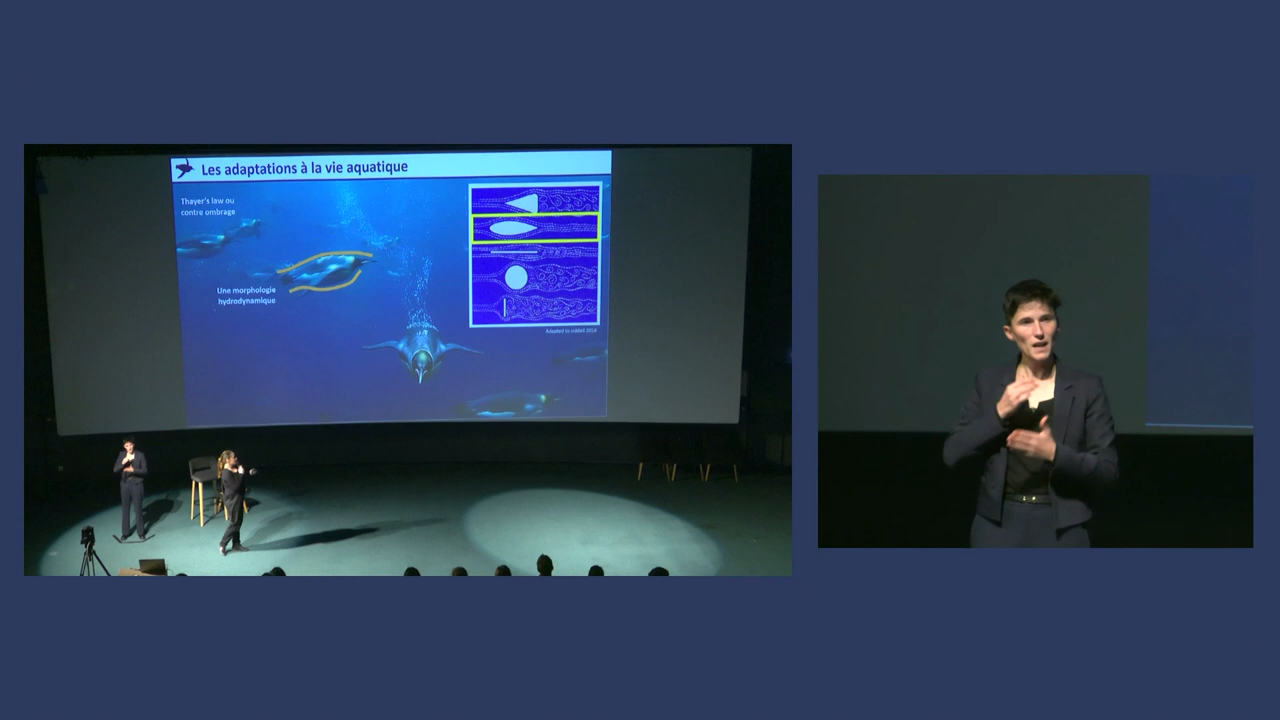 Les adaptations à la vie aquatique
Thayer's law ou
contre ombrage
Une morphologie
hydrodynamique